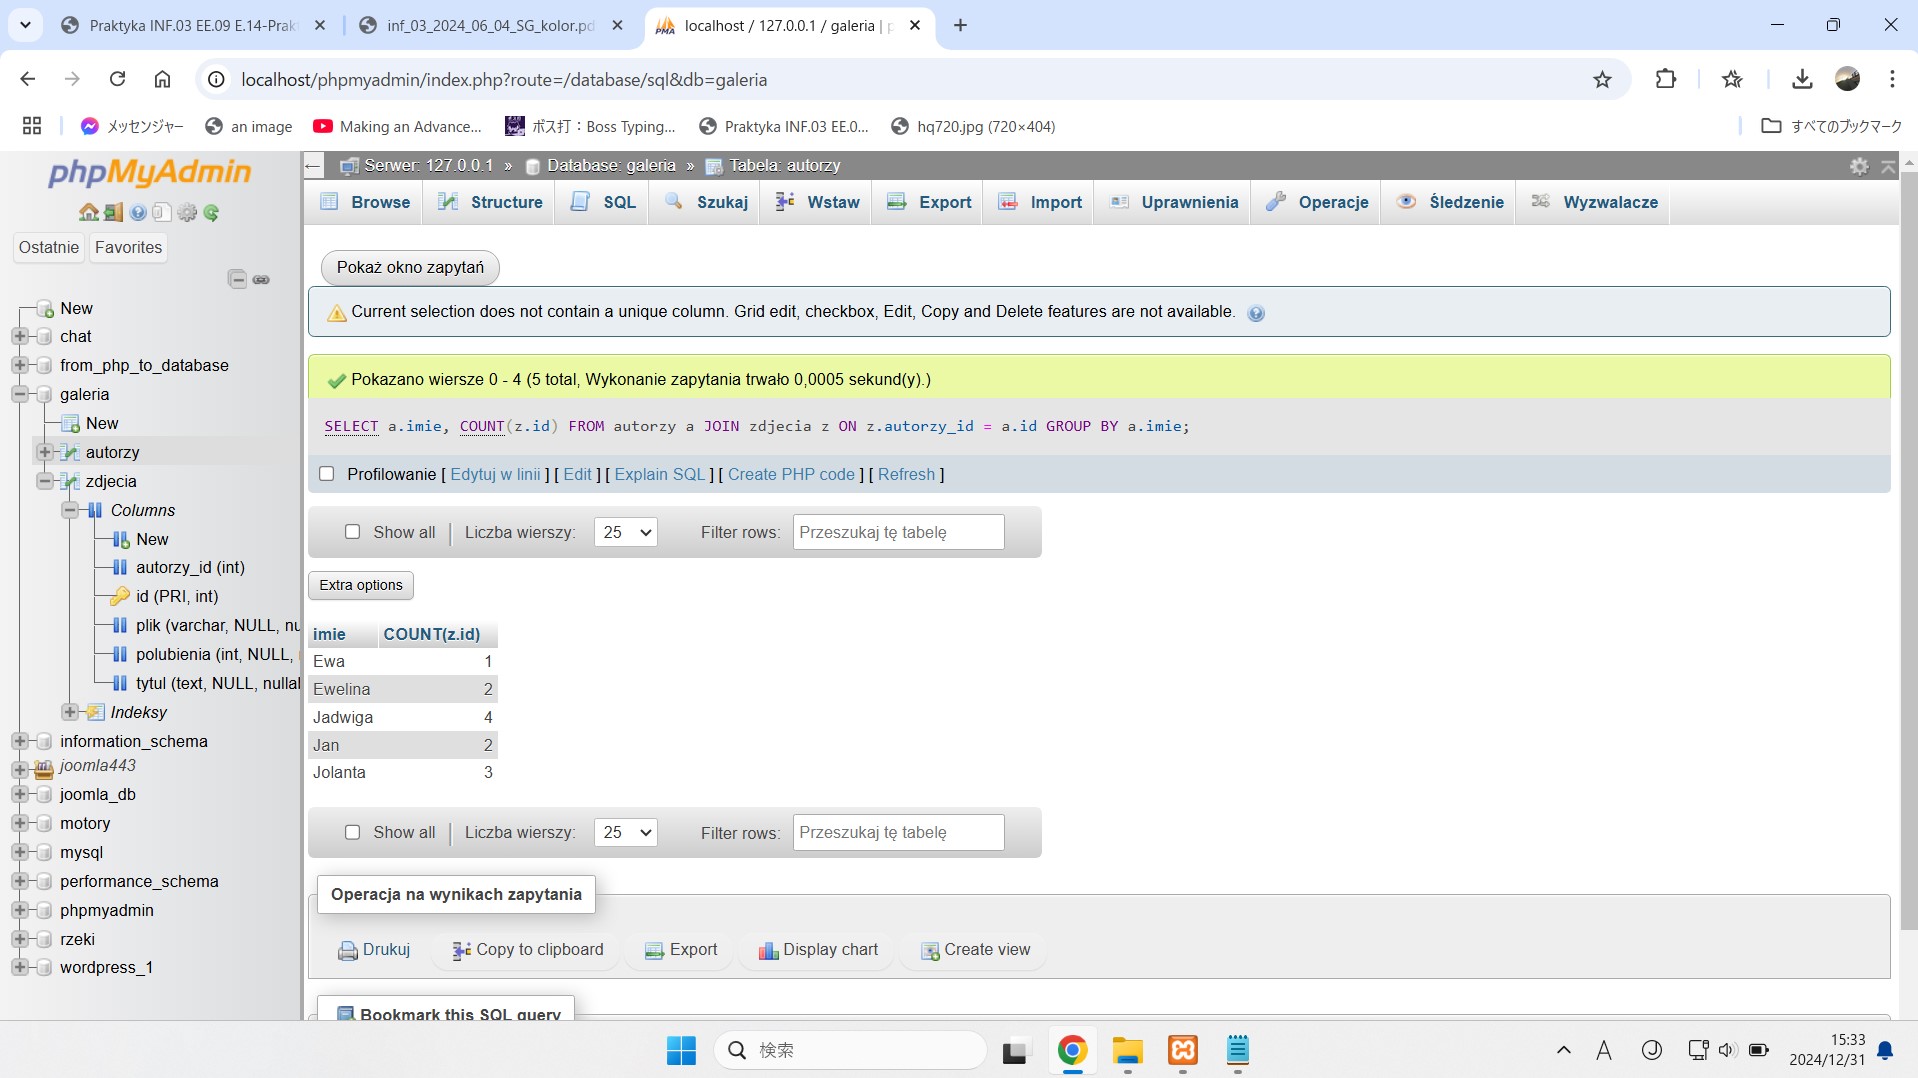 Praktyka INF.03 EE.09 E.14-Prak
inf_03_2024_06_04_SG_kolor.pd
localhost / 127.0.0.1 / galeria | p
localhost/phpmyadmin/index.php?route=/database/sql&db=galeria
メッセンジャー
an image
Making an Advance...
ボス打：Boss Typing...
Praktyka INF.03 EE.0...
hq720.jpg (720×404)
すべてのブックマーク
phpMyAdmin
Ostatnie
Favorites
New
chat
from_php_to_database
galeria
New
autorzy
zdjecia
Columns
New
autorzy_id (int)
id (PRI, int)
plik (varchar, NULL, nu
polubienia (int, NULL,
tytul (text, NULL, nullal
Indeksy
information_schema
joomla443
joomla_db
motory
mysql
performance_schema
phpmyadmin
rzeki
wordpress_1
Serwer: 127.0.0.1 » Database: galeria » Tabela: autorzy
Browse
Structure
SQL
Szukaj
Wstaw
Export
Import
Uprawnienia
Operacje
Śledzenie
Wyzwalacze
Pokaż okno zapytań
Current selection does not contain a unique column. Grid edit, checkbox, Edit, Copy and Delete features are not available.
Pokazano wiersze 0 - 4 (5 total, Wykonanie zapytania trwało 0,0005 sekund(y).)
SELECT a.imie, COUNT(z.id) FROM autorzy a JOIN zdjecia z ON z.autorzy_id = a.id GROUP BY a.imie;
Profilowanie [ Edytuj w linii ] [ Edit ] [ Explain SQL ] [ Create PHP code ] [ Refresh ]
Show all | Liczba wierszy: 25 Filter rows: Przeszukaj tę tabelę
Extra options
imie COUNT(z.id)
Ewa 1
Ewelina 2
Jadwiga 4
Jan 2
Jolanta 3
Show all | Liczba wierszy: 25 Filter rows: Przeszukaj tę tabelę
Operacja na wynikach zapytania
Drukuj
Copy to clipboard
Export
Display chart
Create view
Bookmark this SQL query
検索
A
15:33
2024/12/31